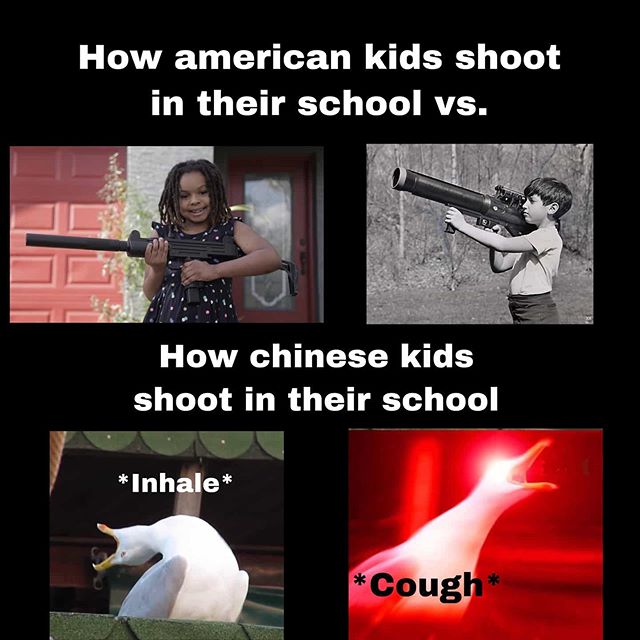 How american kids shoot
in their school vs.
How chinese kids
shoot in their school
*Inhale*
*Cough*